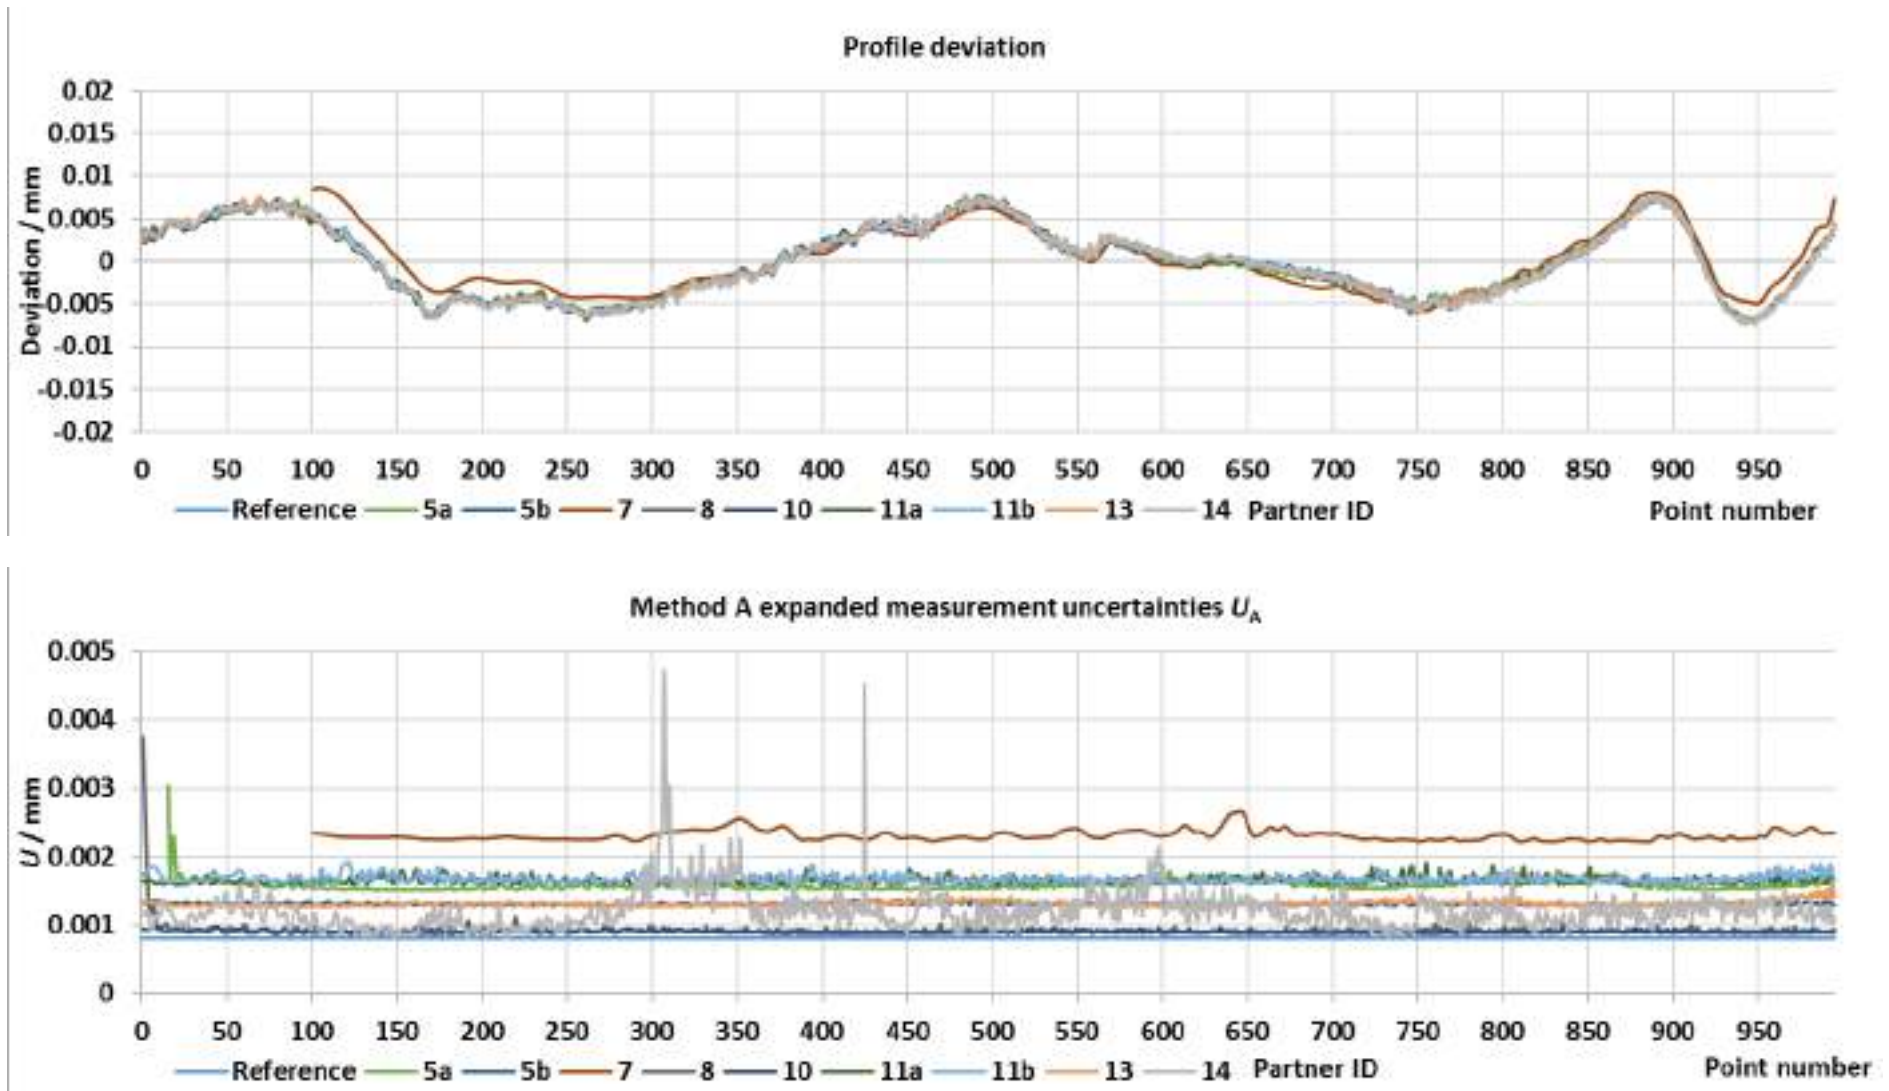 Profile deviation
Deviation / mm
0.02
0.015
0.01
0.005
0
-0.005
-0.01
-0.015
-0.02
0 50 100 150 200 250 300 350 400 450 500 550 600 650 700 750 800 850 900 950
Reference 5a 5b 7 8 10 11a 11b 13 14 Partner ID Point number
Method A expanded measurement uncertainties UA
U / mm
0.005
0.004
0.003
0.002
0.001
0
0 50 100 150 200 250 300 350 400 450 500 550 600 650 700 750 800 850 900 950
Reference 5a 5b 7 8 10 11a 11b 13 14 Partner ID Point number